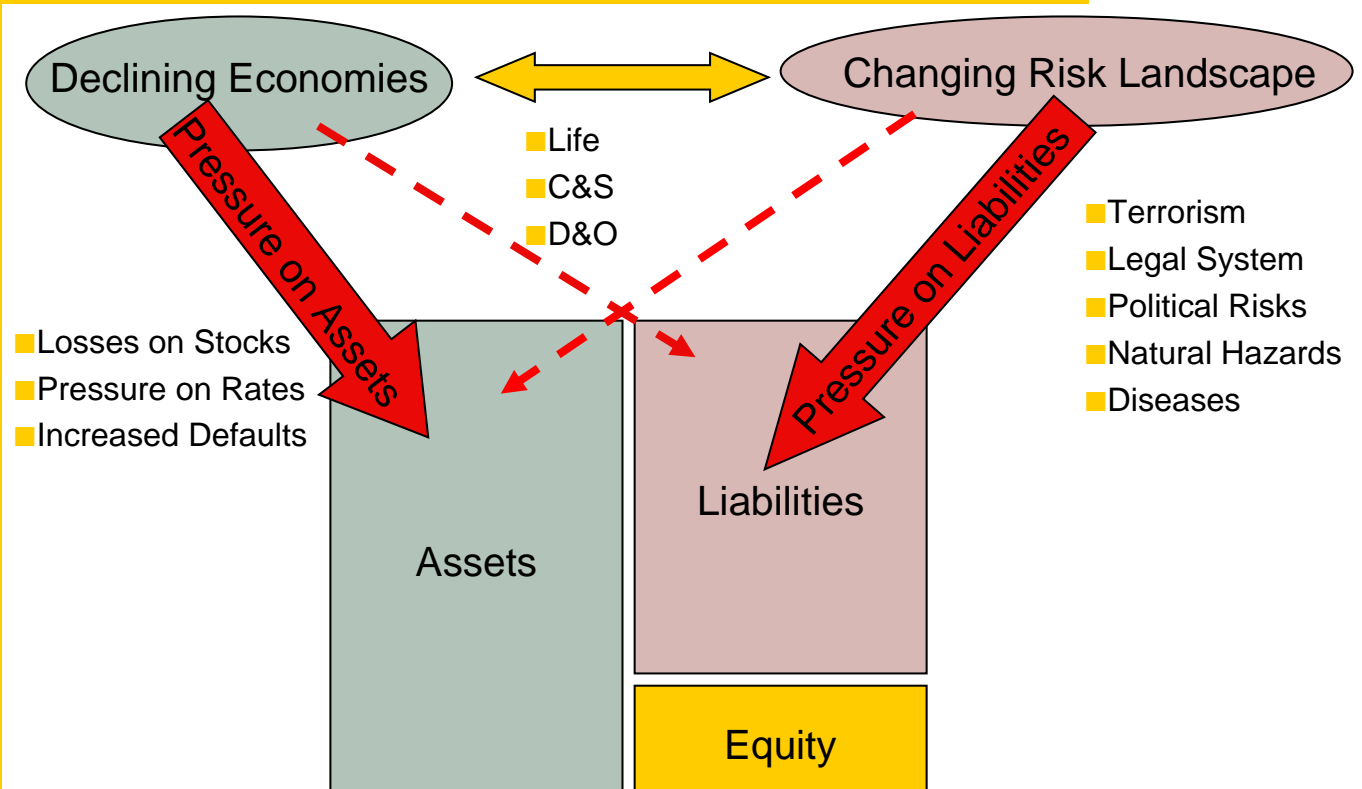 Declining Economies
Changing Risk Landscape
Life
C&S
D&O
Pressure on Assets
Pressure on Liabilities
Terrorism
Legal System
Political Risks
Natural Hazards
Diseases
Losses on Stocks
Pressure on Rates
Increased Defaults
Liabilities
Assets
Equity